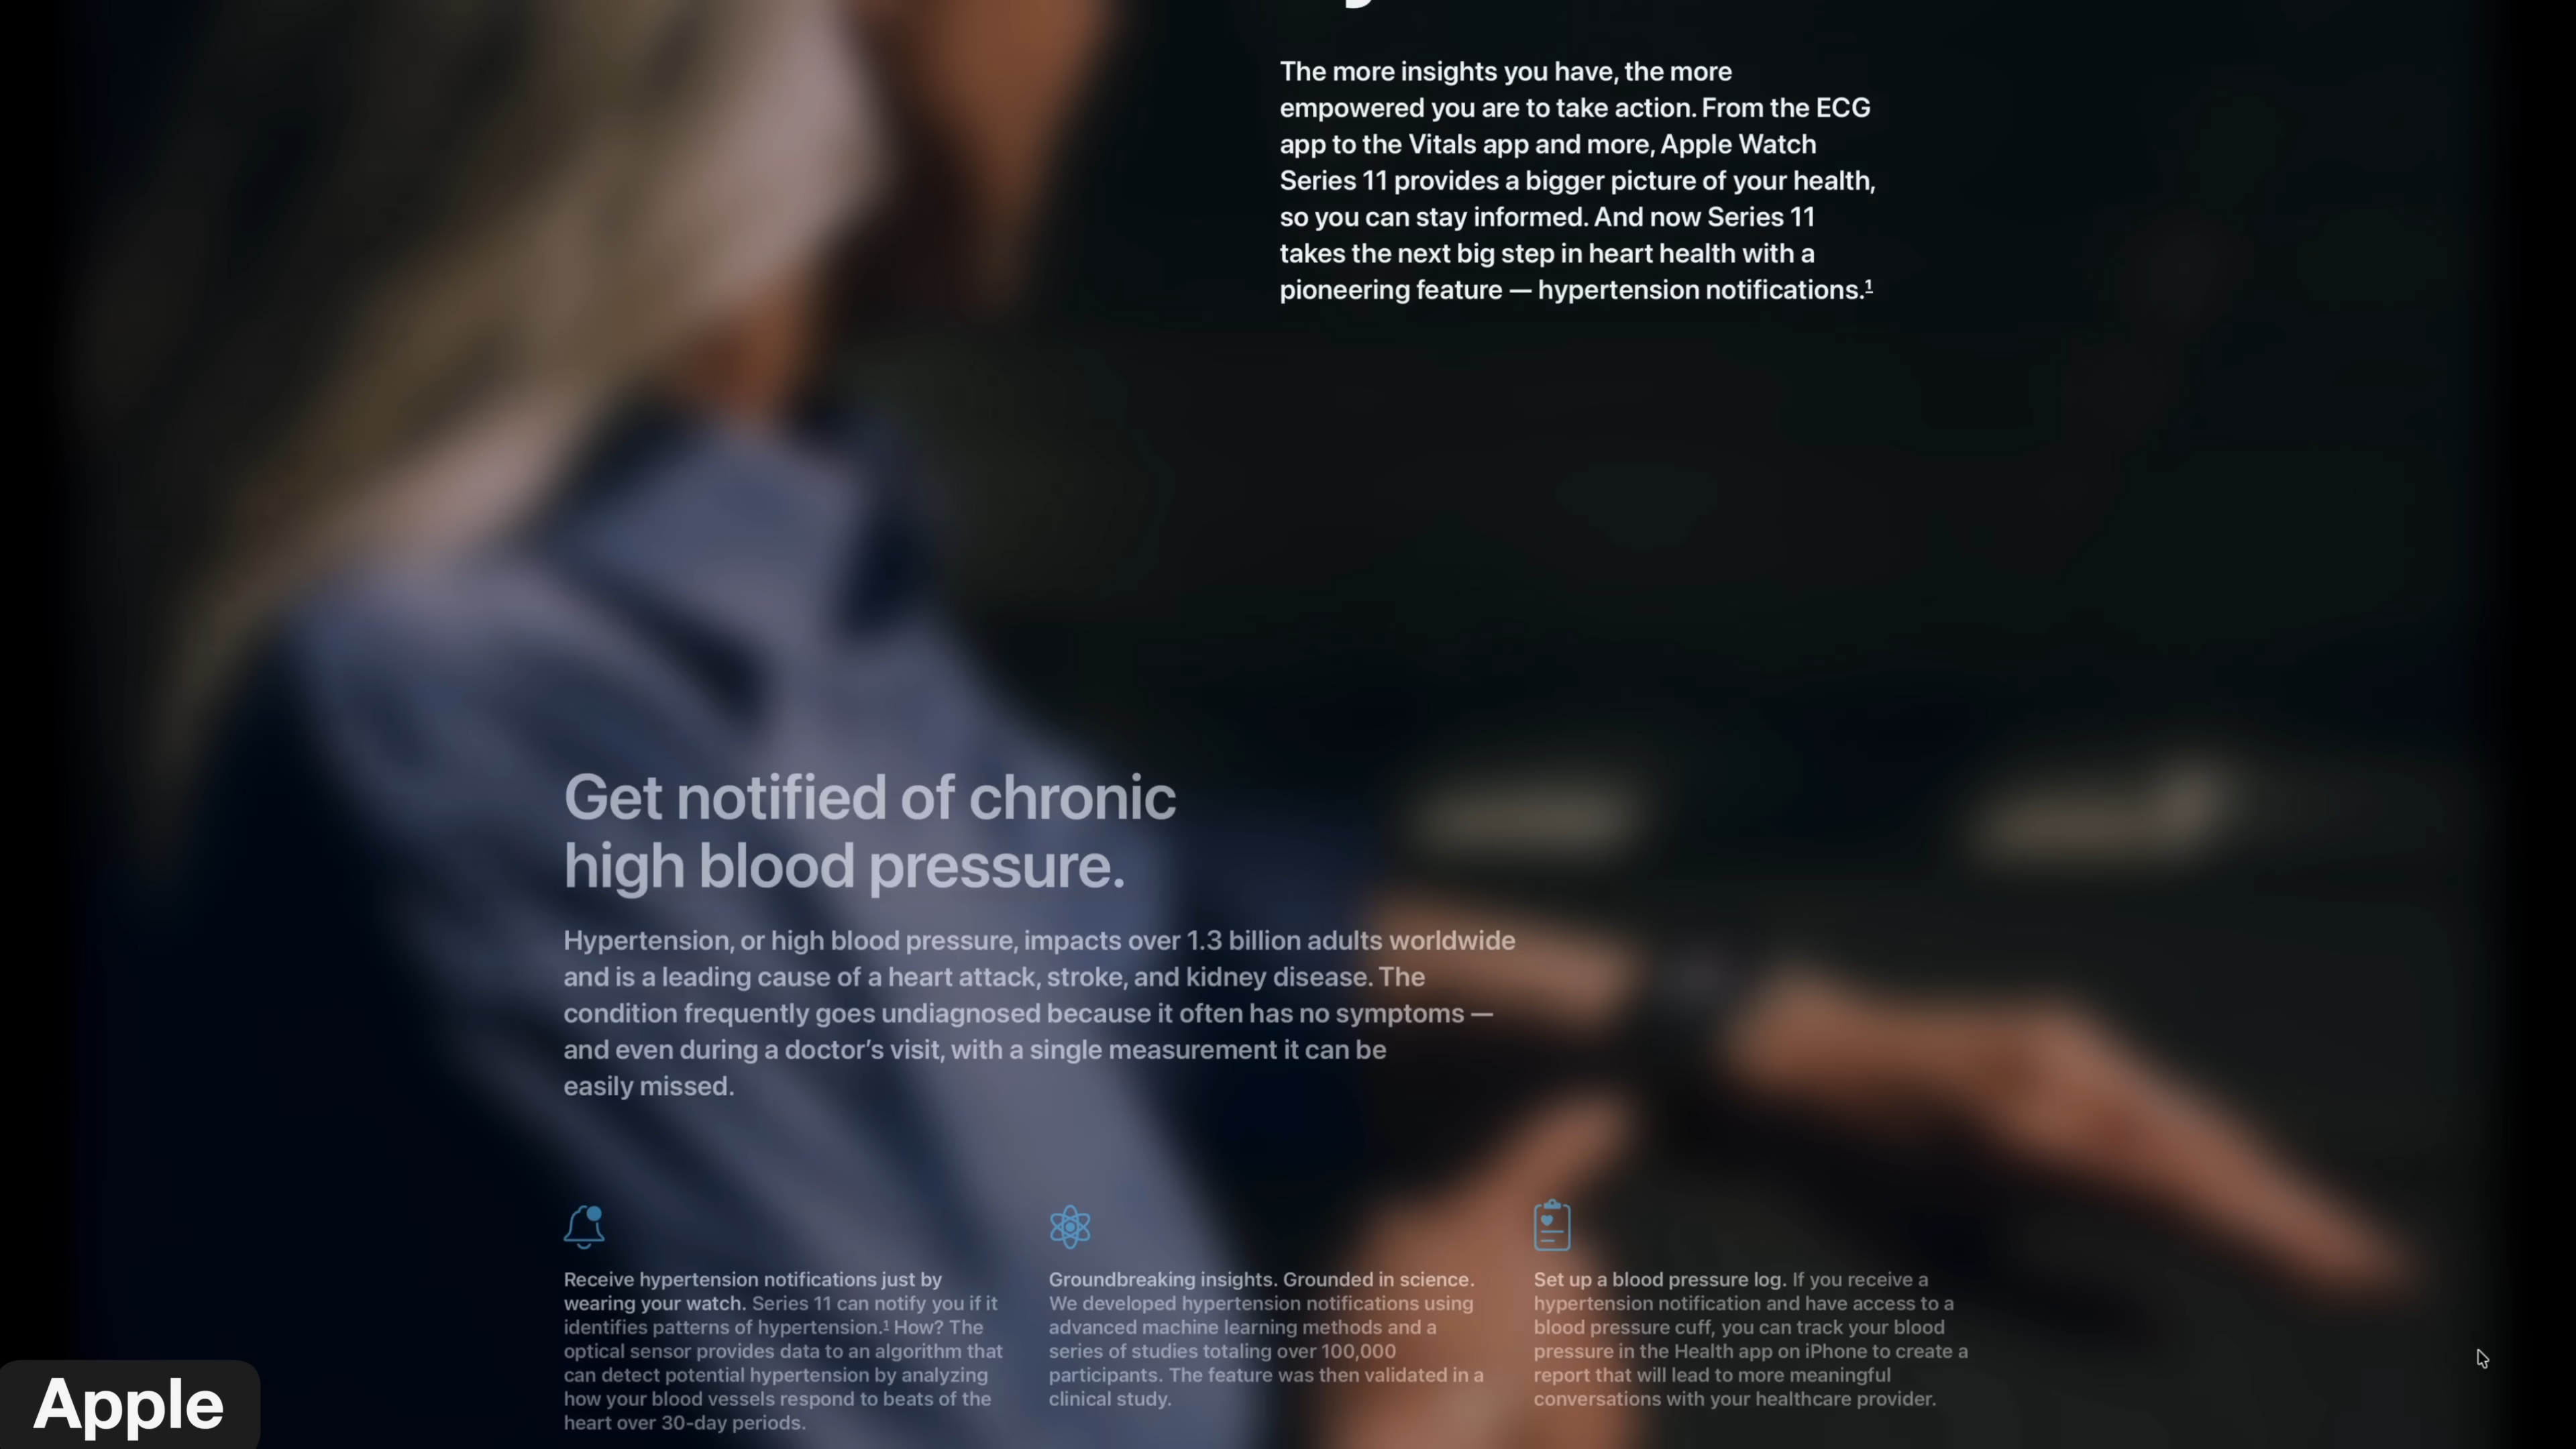 The more insights you have, the more
empowered you are to take action. From the ECG
app to the Vitals app and more, Apple Watch
Series 11 provides a bigger picture of your health,
so you can stay informed. And now Series 11
takes the next big step in heart health with a
pioneering feature — hypertension notifications.1
Get notified of chronic
high blood pressure.
Hypertension, or high blood pressure, impacts over 1.3 billion adults worldwide
and is a leading cause of a heart attack, stroke, and kidney disease. The
condition frequently goes undiagnosed because it often has no symptoms —
and even during a doctor’s visit, with a single measurement it can be
easily missed.
Receive hypertension notifications just by
wearing your watch. Series 11 can notify you if it
identifies patterns of hypertension.1 How? The
optical sensor provides data to an algorithm that
can detect potential hypertension by analyzing
how your blood vessels respond to beats of the
heart over 30-day periods.
Groundbreaking insights. Grounded in science.
We developed hypertension notifications using
advanced machine learning methods and a
series of studies totaling over 100,000
participants. The feature was then validated in a
clinical study.
Set up a blood pressure log. If you receive a
hypertension notification and have access to a
blood pressure cuff, you can track your blood
pressure in the Health app on iPhone to create a
report that will lead to more meaningful
conversations with your healthcare provider.
Apple